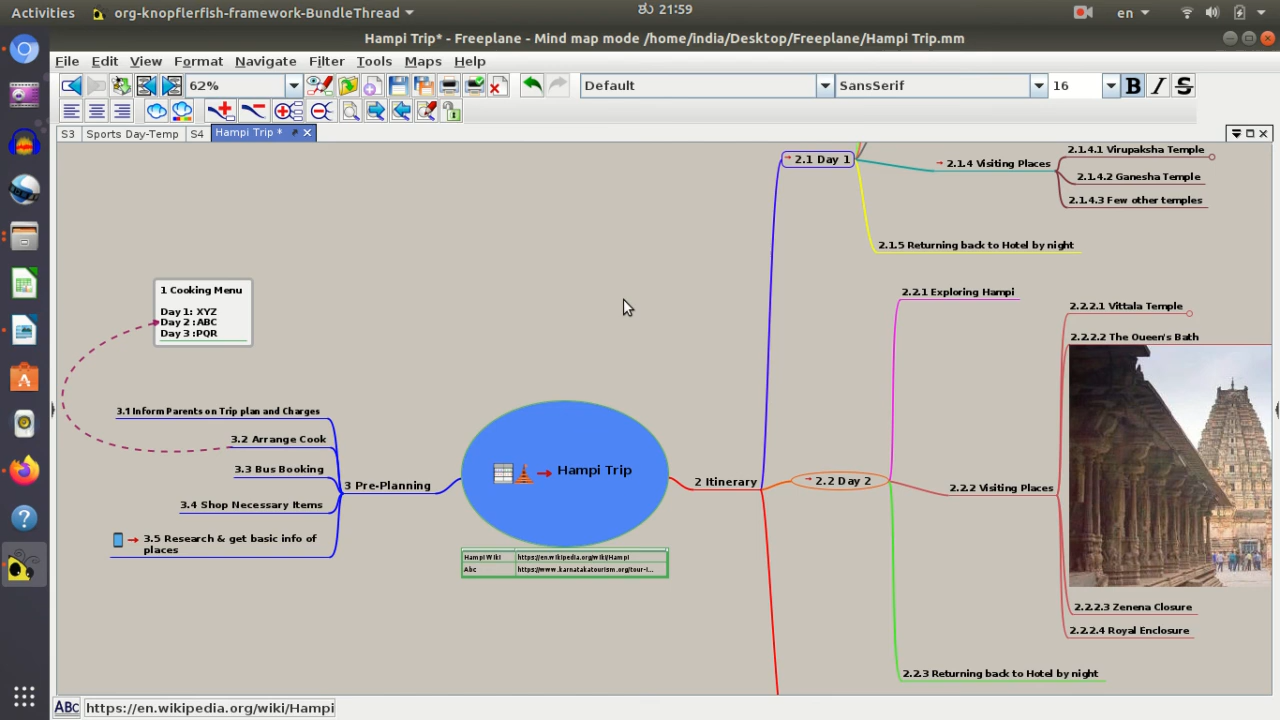 Activities
org-knopflerfish-framework-BundleThread
ಶ 21:59
en
Hampi Trip* - Freeplane - Mind map mode /home/india/Desktop/Freeplane/Hampi Trip.mm
File Edit View Format Navigate Filter Tools Maps Help
62%
Default
SansSerif
16
B I S
S3
Sports Day-Temp
S4
Hampi Trip *
2.1 Day 1
2.1.4 Visiting Places
2.1.4.1 Virupaksha Temple
2.1.4.2 Ganesha Temple
2.1.4.3 Few other temples
2.1.5 Returning back to Hotel by night
1 Cooking Menu
Day 1: XYZ
Day 2 :ABC
Day 3 :PQR
2.2.1 Exploring Hampi
2.2.2.1 Vittala Temple
2.2.2.2 The Queen's Bath
3.1 Inform Parents on Trip plan and Charges
3.2 Arrange Cook
3.3 Bus Booking
3 Pre-Planning
3.4 Shop Necessary Items
3.5 Research & get basic info of
places
Hampi Trip
2 Itinerary
2.2 Day 2
2.2.2 Visiting Places
Hampi Wiki https://en.wikipedia.org/wiki/Hampi
Abc https://www.karnatakatourism.org/tour-i...
2.2.2.3 Zenena Closure
2.2.2.4 Royal Enclosure
2.2.3 Returning back to Hotel by night
ABC
https://en.wikipedia.org/wiki/Hampi